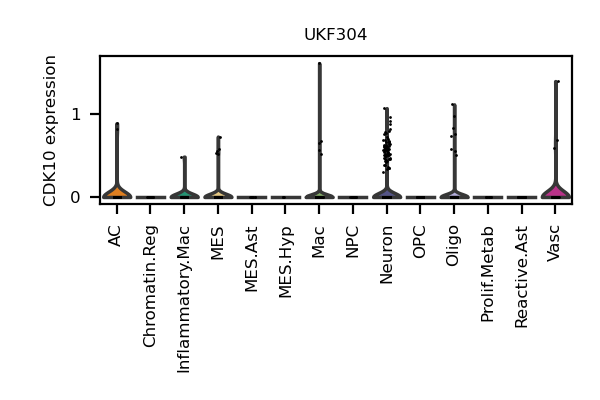 UKF304
CDK10 expression
1
0
AC
Chromatin.Reg
Inflammatory.Mac
MES
MES.Ast
MES.Hyp
Mac
NPC
Neuron
OPC
Oligo
Prolif.Metab
Reactive.Ast
Vasc